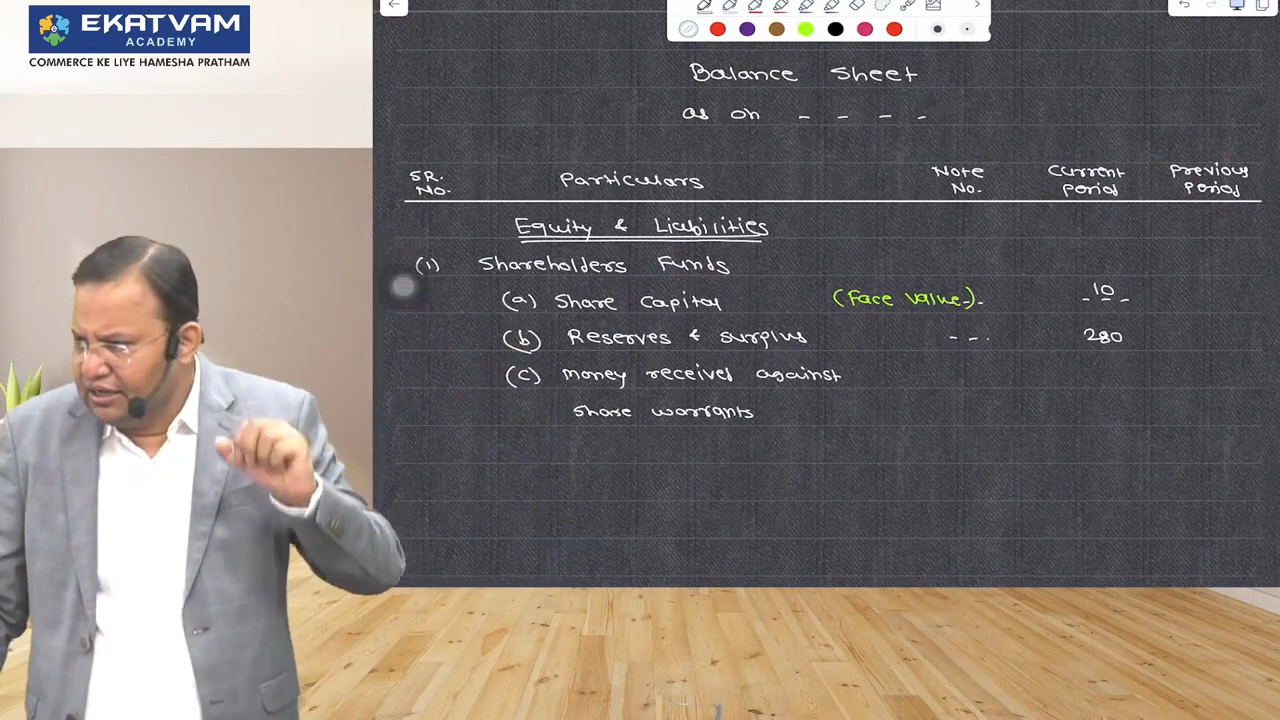 EKATVAM
ACADEMY
COMMERCE KE LIYE HAMESHA PRATHAM
Balance Sheet
as on - - - -
SR. No. Particulars Note No. Current period Previous period
Equity & Liabilities
(1) Shareholders Funds
(a) Share Capital (Face Value - -). - 10 -
(b) Reserves & surplus - - . 280
(c) Money received against
share warrants